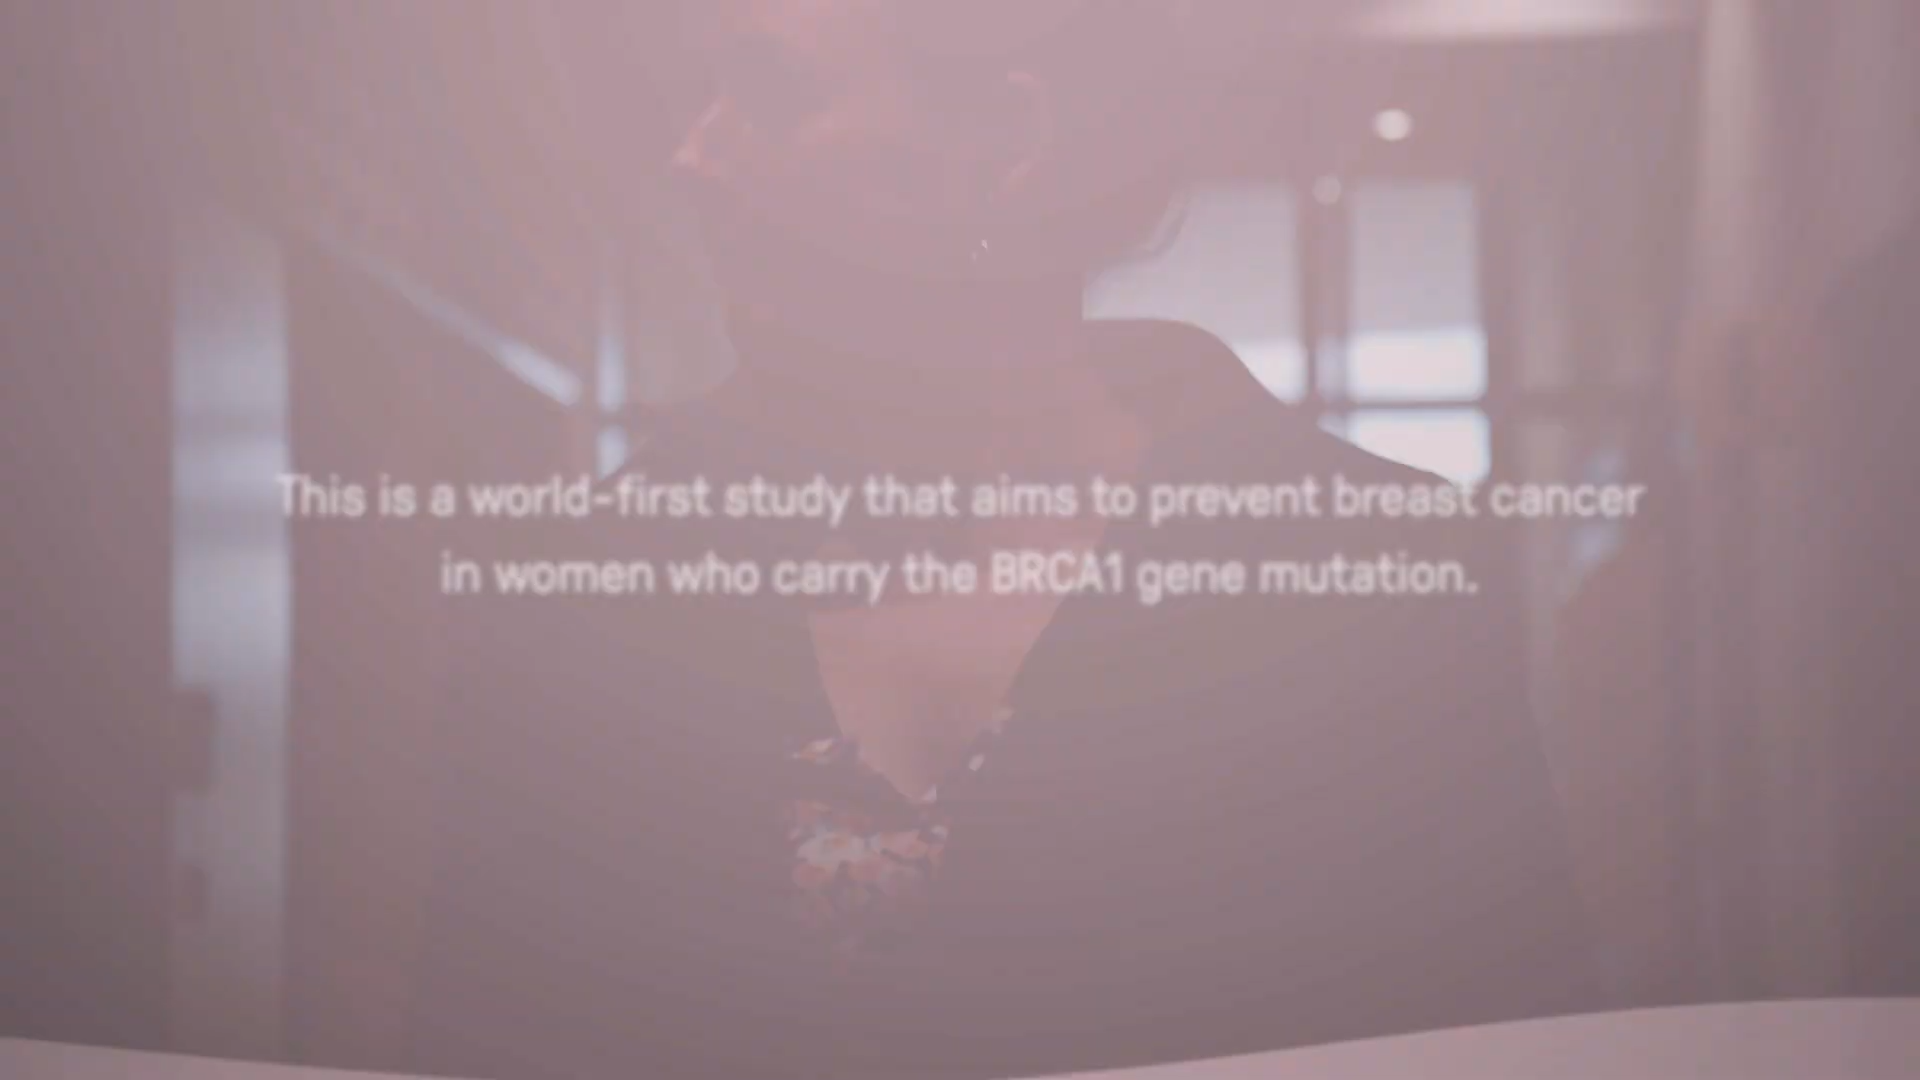 This is a world-first study that aims to prevent breast cancer
in women who carry the BRCA1 gene mutation.